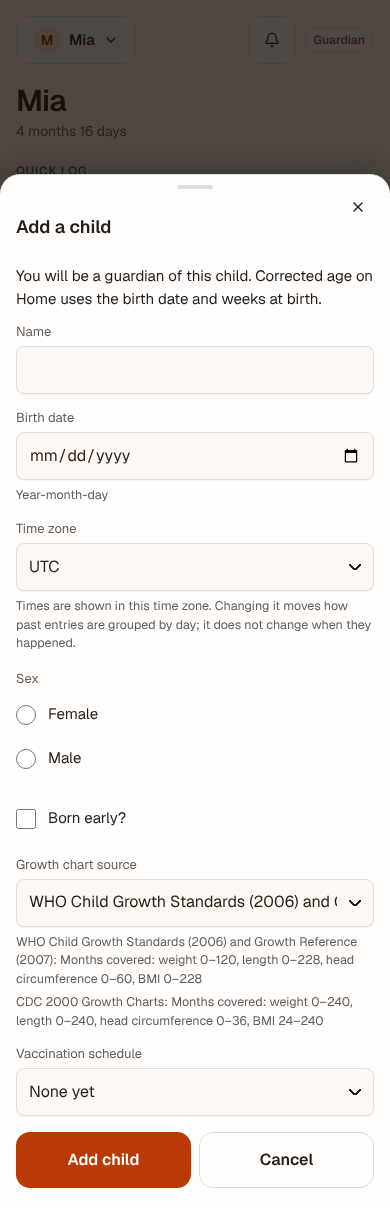 M Mia
Guardian
Mia
4 months 16 days
QUICK LOG
Add a child
You will be a guardian of this child. Corrected age on
Home uses the birth date and weeks at birth.
Name
Birth date
mm/dd/yyyy
Year-month-day
Time zone
UTC
Times are shown in this time zone. Changing it moves how
past entries are grouped by day; it does not change when they
happened.
Sex
Female
Male
Born early?
Growth chart source
WHO Child Growth Standards (2006) and
WHO Child Growth Standards (2006) and Growth Reference
(2007): Months covered: weight 0–120, length 0–228, head
circumference 0–60, BMI 0–228
CDC 2000 Growth Charts: Months covered: weight 0–240,
length 0–240, head circumference 0–36, BMI 24–240
Vaccination schedule
None yet
Add child
Cancel